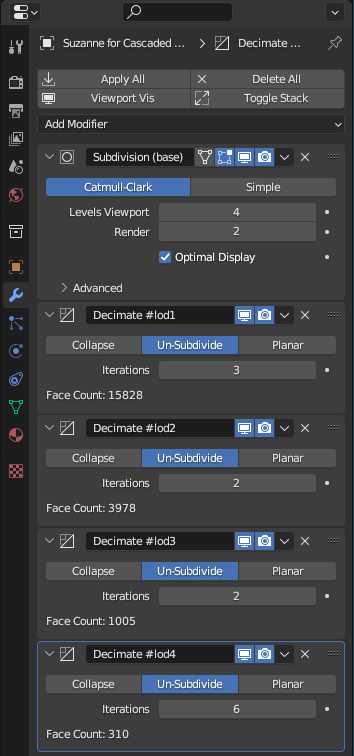 Suzanne for Cascaded ... > Decimate ...
Apply All Delete All
Viewport Vis Toggle Stack
Add Modifier
Subdivision (base)
Catmull-Clark Simple
Levels Viewport 4
Render 2
Optimal Display
Advanced
Decimate #lod1
Collapse Un-Subdivide Planar
Iterations 3
Face Count: 15828
Decimate #lod2
Collapse Un-Subdivide Planar
Iterations 2
Face Count: 3978
Decimate #lod3
Collapse Un-Subdivide Planar
Iterations 2
Face Count: 1005
Decimate #lod4
Collapse Un-Subdivide Planar
Iterations 6
Face Count: 310